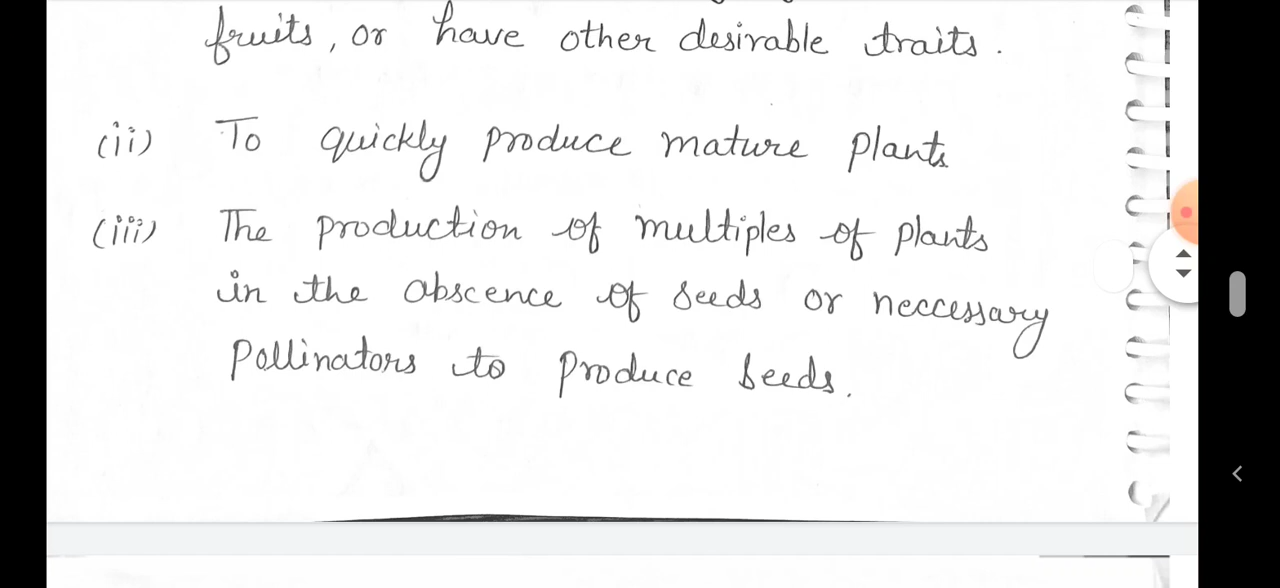 fruits, or have other desirable traits.
(ii) To quickly produce mature plants
(iii) The production of multiples of plants
in the abscence of seeds or neccessary
pollinators to produce seeds.